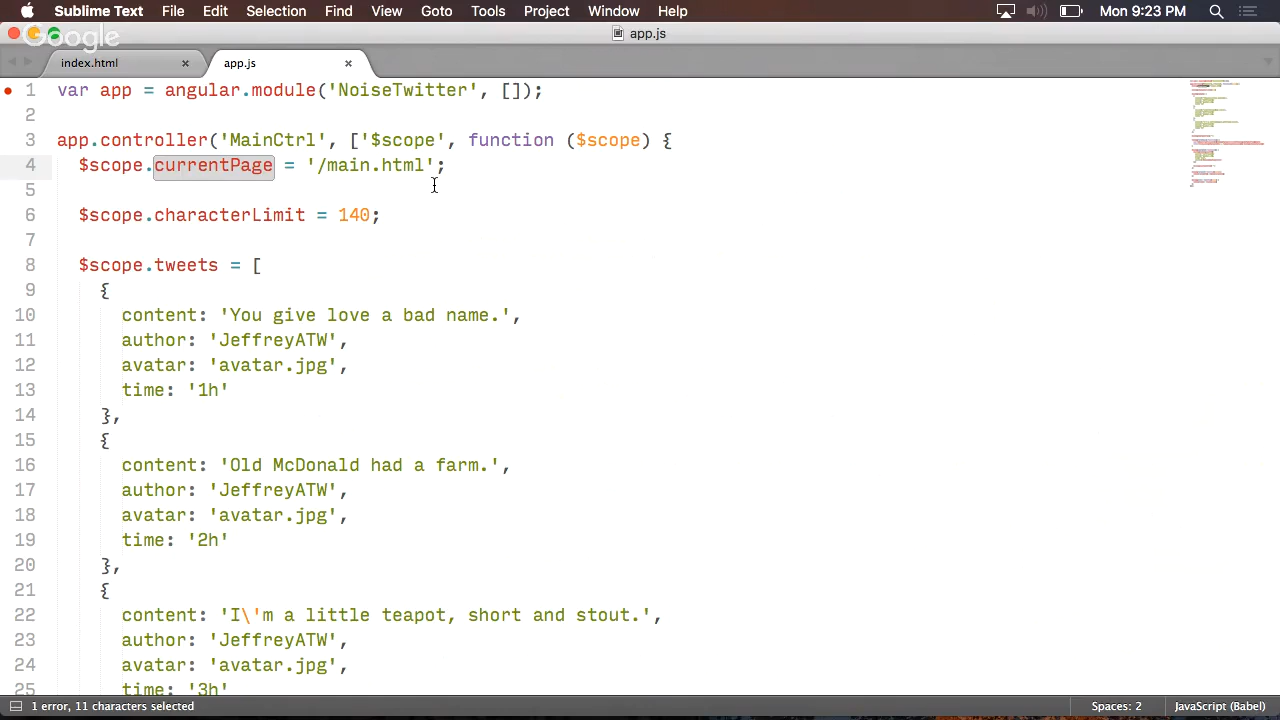 Sublime Text File Edit Selection Find View Goto Tools Project Window Help Mon 9:23 PM
Google
app.js
index.html × app.js ×
1 var app = angular.module('NoiseTwitter', []);
2
3 app.controller('MainCtrl', ['$scope', function ($scope) {
4 $scope.currentPage = '/main.html';
5
6 $scope.characterLimit = 140;
7
8 $scope.tweets = [
9 {
10 content: 'You give love a bad name.',
11 author: 'JeffreyATW',
12 avatar: 'avatar.jpg',
13 time: '1h'
14 },
15 {
16 content: 'Old McDonald had a farm.',
17 author: 'JeffreyATW',
18 avatar: 'avatar.jpg',
19 time: '2h'
20 },
21 {
22 content: 'I\'m a little teapot, short and stout.',
23 author: 'JeffreyATW',
24 avatar: 'avatar.jpg',
25 time: '3h'
1 error, 11 characters selected Spaces: 2 JavaScript (Babel)